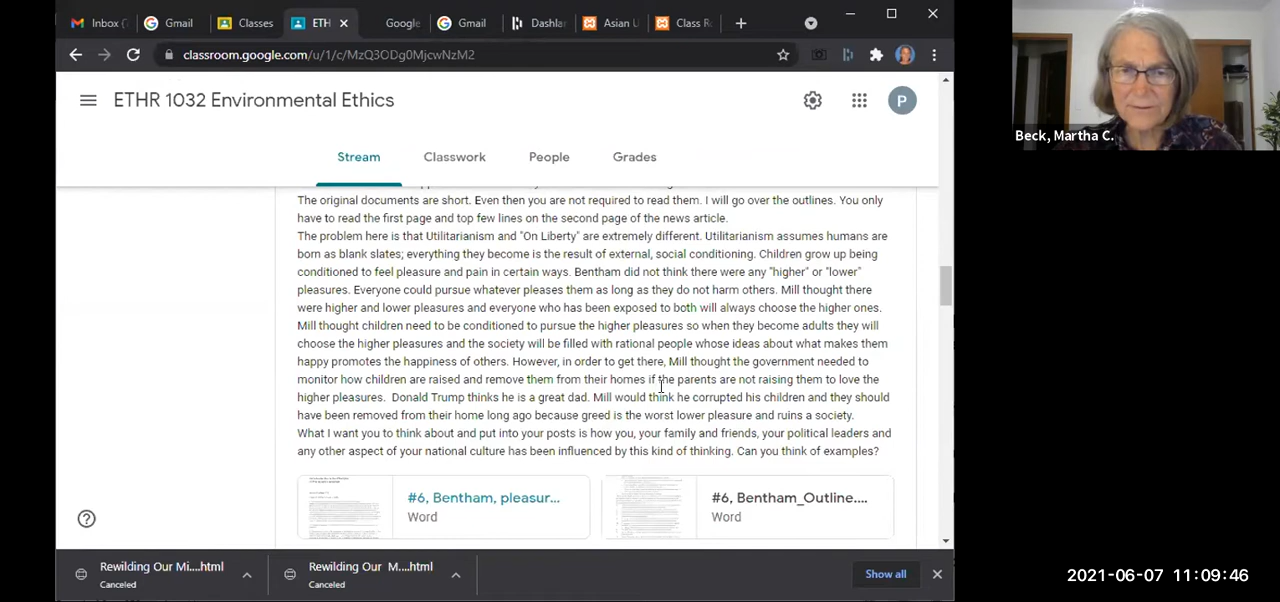 Inbox (
Gmail
Classes
ETH
Google
Gmail
Dashla
Asian U
Class R
classroom.google.com/u/1/c/MzQ3ODg0MjcwNzM2
ETHR 1032 Environmental Ethics
P
Stream
Classwork
People
Grades
The original documents are short. Even then you are not required to read them. I will go over the outlines. You only
have to read the first page and top few lines on the second page of the news article.
The problem here is that Utilitarianism and "On Liberty" are extremely different. Utilitarianism assumes humans are
born as blank slates; everything they become is the result of external, social conditioning. Children grow up being
conditioned to feel pleasure and pain in certain ways. Bentham did not think there were any "higher" or "lower"
pleasures. Everyone could pursue whatever pleases them as long as they do not harm others. Mill thought there
were higher and lower pleasures and everyone who has been exposed to both will always choose the higher ones.
Mill thought children need to be conditioned to pursue the higher pleasures so when they become adults they will
choose the higher pleasures and the society will be filled with rational people whose ideas about what makes them
happy promotes the happiness of others. However, in order to get there, Mill thought the government needed to
monitor how children are raised and remove them from their homes if the parents are not raising them to love the
higher pleasures. Donald Trump thinks he is a great dad. Mill would think he corrupted his children and they should
have been removed from their home long ago because greed is the worst lower pleasure and ruins a society.
What I want you to think about and put into your posts is how you, your family and friends, your political leaders and
any other aspect of your national culture has been influenced by this kind of thinking. Can you think of examples?
#6, Bentham, pleasur...
Word
#6, Bentham_Outline....
Word
Rewilding Our Mi....html
Canceled
Rewilding Our M....html
Canceled
Show all
Beck, Martha C.
2021-06-07 11:09:46